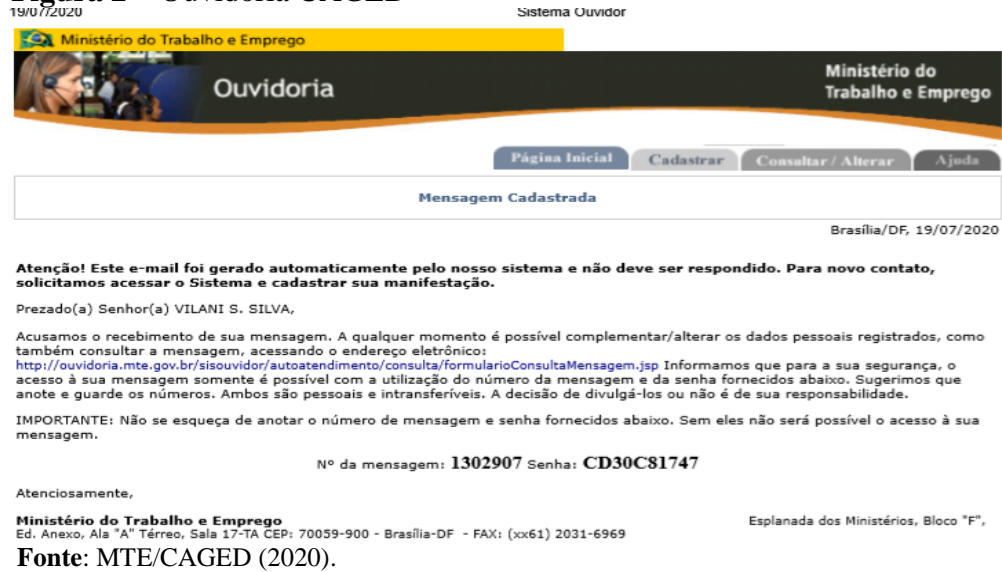 Figura 2 – Ouvidoria CAGED
19/07/2020 Sistema Ouvidor
Ministério do Trabalho e Emprego
Ouvidoria
Ministério do
Trabalho e Emprego
Página Inicial Cadastrar Consultar / Alterar Ajuda
Mensagem Cadastrada
Brasília/DF, 19/07/2020
Atenção! Este e-mail foi gerado automaticamente pelo nosso sistema e não deve ser respondido. Para novo contato,
solicitamos acessar o Sistema e cadastrar sua manifestação.
Prezado(a) Senhor(a) VILANI S. SILVA,
Acusamos o recebimento de sua mensagem. A qualquer momento é possível complementar/alterar os dados pessoais registrados, como
também consultar a mensagem, acessando o endereço eletrônico:
http://ouvidoria.mte.gov.br/sisouvidor/autoatendimento/consulta/formularioConsultaMensagem.jsp Informamos que para a sua segurança, o
acesso à sua mensagem somente é possível com a utilização do número da mensagem e da senha fornecidos abaixo. Sugerimos que
anote e guarde os números. Ambos são pessoais e intransferíveis. A decisão de divulgá-los ou não é de sua responsabilidade.
IMPORTANTE: Não se esqueça de anotar o número de mensagem e senha fornecidos abaixo. Sem eles não será possível o acesso à sua
mensagem.
Nº da mensagem: 1302907 Senha: CD30C81747
Atenciosamente,
Ministério do Trabalho e Emprego Esplanada dos Ministérios, Bloco "F",
Ed. Anexo, Ala "A" Térreo, Sala 17-TA CEP: 70059-900 - Brasília-DF - FAX: (xx61) 2031-6969
Fonte: MTE/CAGED (2020).